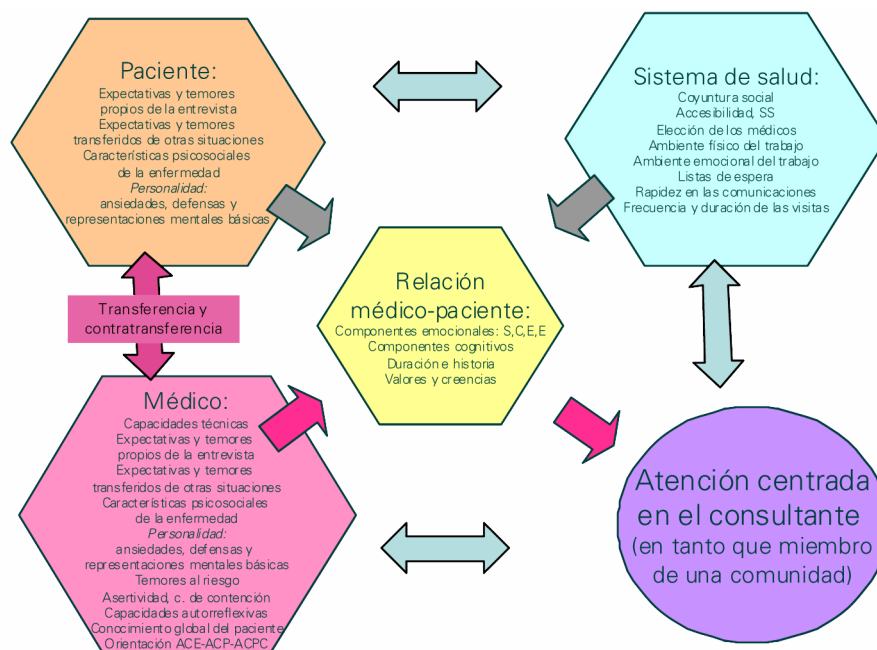 Paciente:
Expectativas y temores
propios de la entrevista
Expectativas y temores
transferidos de otras situaciones
Características psicosociales
de la enfermedad
Personalidad:
ansiedades, defensas y
representaciones mentales básicas
Sistema de salud:
Coyuntura social
Accesibilidad, SS
Elección de los médicos
Ambiente físico del trabajo
Ambiente emocional del trabajo
Listas de espera
Rapidez en las comunicaciones
Frecuencia y duración de las visitas
Transferencia y
contratransferencia
Relación
médico-paciente:
Componentes emocionales: S,C,E,E
Componentes cognitivos
Duración e historia
Valores y creencias
Médico:
Capacidades técnicas
Expectativas y temores
propios de la entrevista
Expectativas y temores
transferidos de otras situaciones
Características psicosociales
de la enfermedad
Personalidad:
ansiedades, defensas y
representaciones mentales básicas
Temores al riesgo
Asertividad, c. de contención
Capacidades autorreflexivas
Conocimiento global del paciente
Orientación ACE-ACP-ACPC
Atención centrada
en el consultante
(en tanto que miembro
de una comunidad)